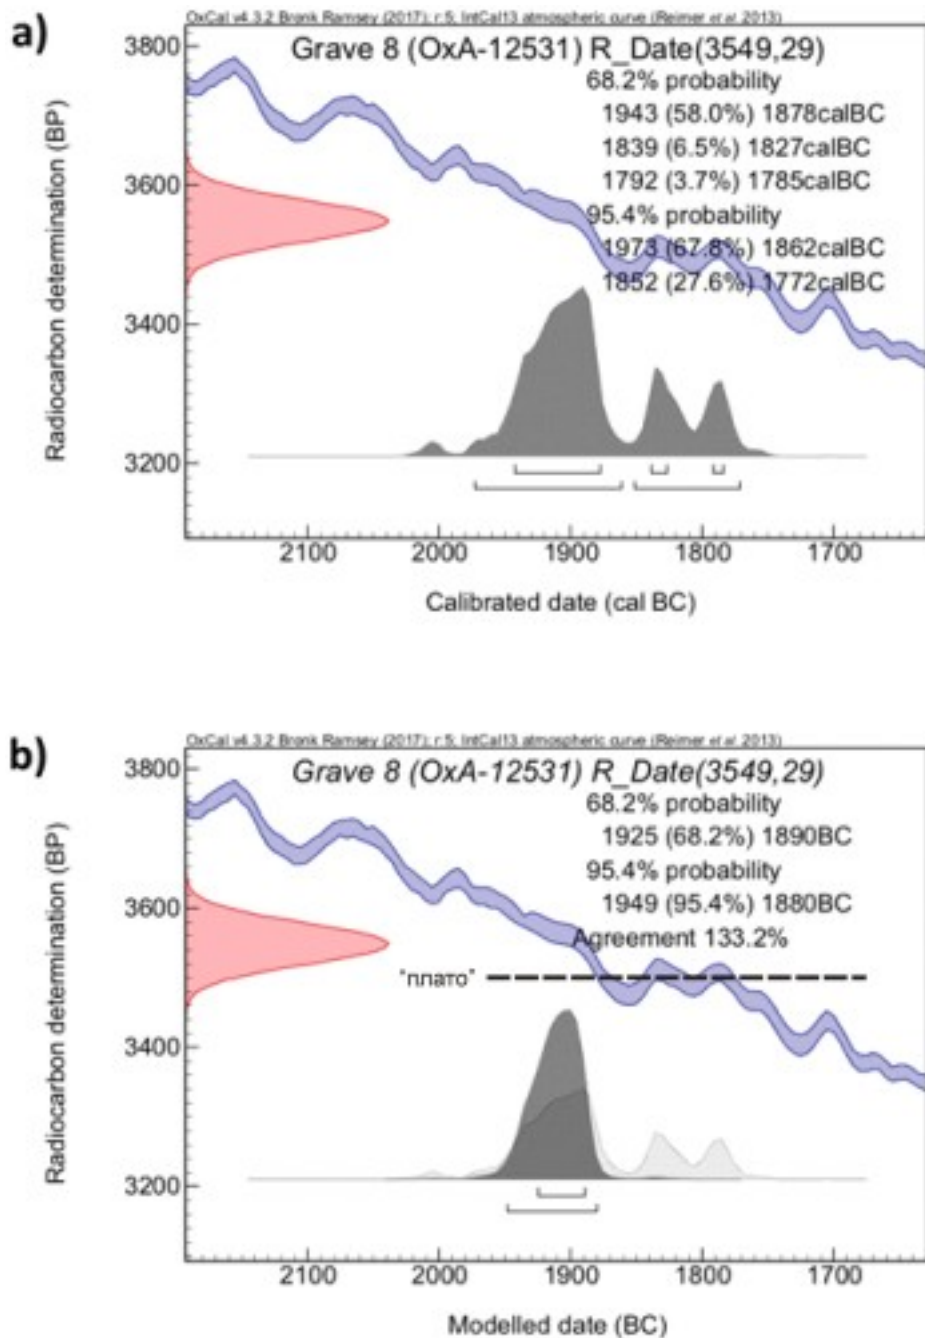 a)
OxCal v4.3.2 Bronk Ramsey (2017); r:5; IntCal13 atmospheric curve (Reimer et al. 2013)
Grave 8 (OxA-12531) R_Date(3549,29)
68.2% probability
1943 (58.0%) 1878calBC
1839 (6.5%) 1827calBC
1792 (3.7%) 1785calBC
95.4% probability
1973 (67.8%) 1862calBC
1852 (27.6%) 1772calBC
Radiocarbon determination (BP)
3800
3600
3400
3200
2100 2000 1900 1800 1700
Calibrated date (cal BC)
b)
OxCal v4.3.2 Bronk Ramsey (2017); r:5; IntCal13 atmospheric curve (Reimer et al. 2013)
Grave 8 (OxA-12531) R_Date(3549,29)
68.2% probability
1925 (68.2%) 1890BC
95.4% probability
1949 (95.4%) 1880BC
Agreement 133.2%
"плато"
Radiocarbon determination (BP)
3800
3600
3400
3200
2100 2000 1900 1800 1700
Modelled date (BC)